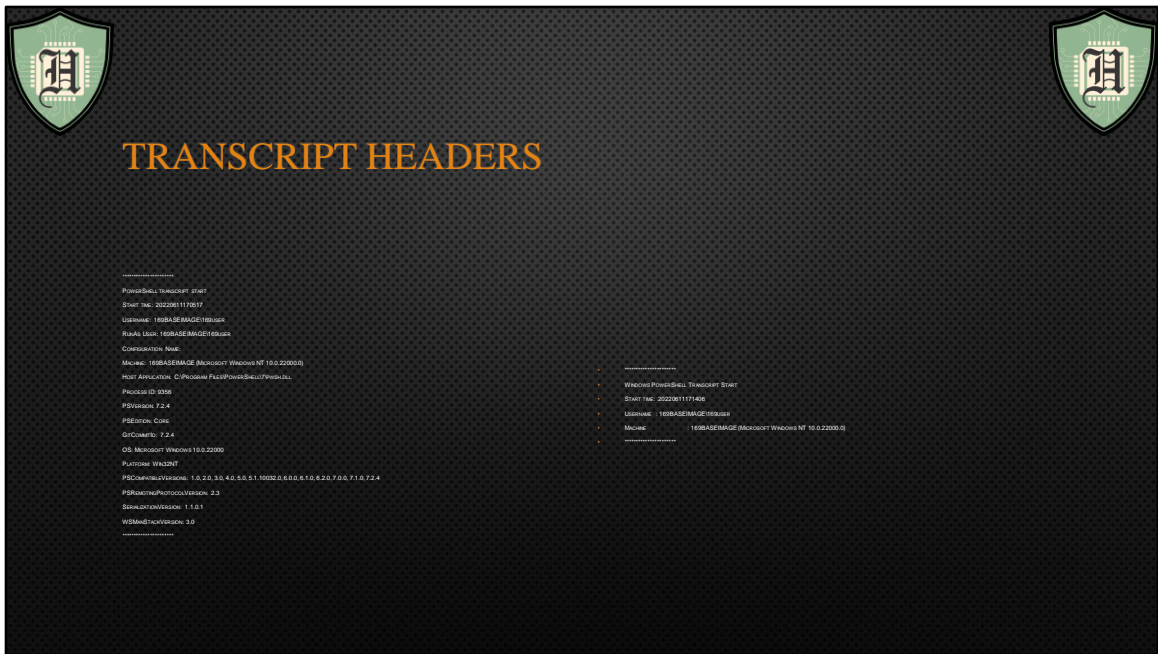 H
H
TRANSCRIPT HEADERS
**********************
PowerShell transcript start
Start time: 20220611170517
Username: 169BASEIMAGE\169user
RunAs User: 169BASEIMAGE\169user
Configuration Name:
Machine: 169BASEIMAGE (Microsoft Windows NT 10.0.22000.0)
Host Application: C:\Program Files\PowerShell\7\pwsh.dll
Process ID: 9356
PSVersion: 7.2.4
PSEdition: Core
GitCommitId: 7.2.4
OS: Microsoft Windows 10.0.22000
Platform: Win32NT
PSCompatibleVersions: 1.0, 2.0, 3.0, 4.0, 5.0, 5.1.10032.0, 6.0.0, 6.1.0, 6.2.0, 7.0.0, 7.1.0, 7.2.4
PSRemotingProtocolVersion: 2.3
SerializationVersion: 1.1.0.1
WSManStackVersion: 3.0
**********************
• **********************
• Windows PowerShell Transcript Start
• Start time: 20220611171406
• Username : 169BASEIMAGE\169user
• Machine : 169BASEIMAGE (Microsoft Windows NT 10.0.22000.0)
• **********************